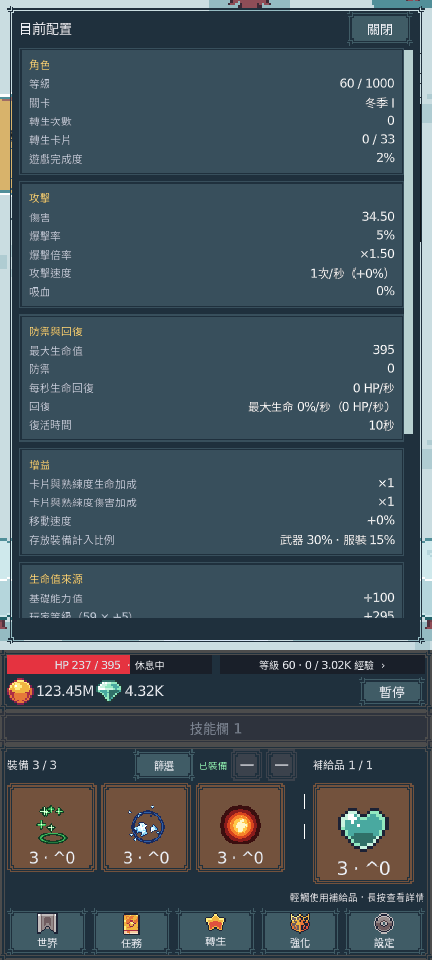 目前配置
關閉
角色
等級 60 / 1000
關卡 冬季 I
轉生次數 0
轉生卡片 0 / 33
遊戲完成度 2%
攻擊
傷害 34.50
爆擊率 5%
爆擊倍率 ×1.50
攻擊速度 1次/秒（+0%）
吸血 0%
防禦與回復
最大生命值 395
防禦 0
每秒生命回復 0 HP/秒
回復 最大生命 0%/秒（0 HP/秒）
復活時間 10秒
增益
卡片與熟練度生命加成 ×1
卡片與熟練度傷害加成 ×1
移動速度 +0%
存放裝備計入比例 武器 30% · 服裝 15%
生命值來源
基礎能力值 +100
玩家等級（59 × +5） +295
HP 237 / 395 · 休息中
等級 60 · 0 / 3.02K 經驗 ›
123.45M 4.32K
暫停
技能欄 1
裝備 3 / 3
篩選
已裝備 — —
補給品 1 / 1
3 · ^0 3 · ^0 3 · ^0 3 · ^0
輕觸使用補給品，長按查看詳情
世界 任務 轉生 強化 設定